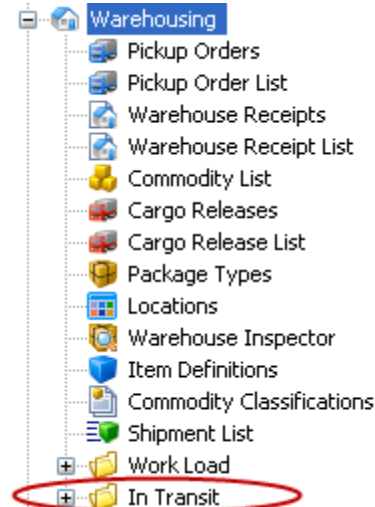 Warehousing
Pickup Orders
Pickup Order List
Warehouse Receipts
Warehouse Receipt List
Commodity List
Cargo Releases
Cargo Release List
Package Types
Locations
Warehouse Inspector
Item Definitions
Commodity Classifications
Shipment List
Work Load
In Transit